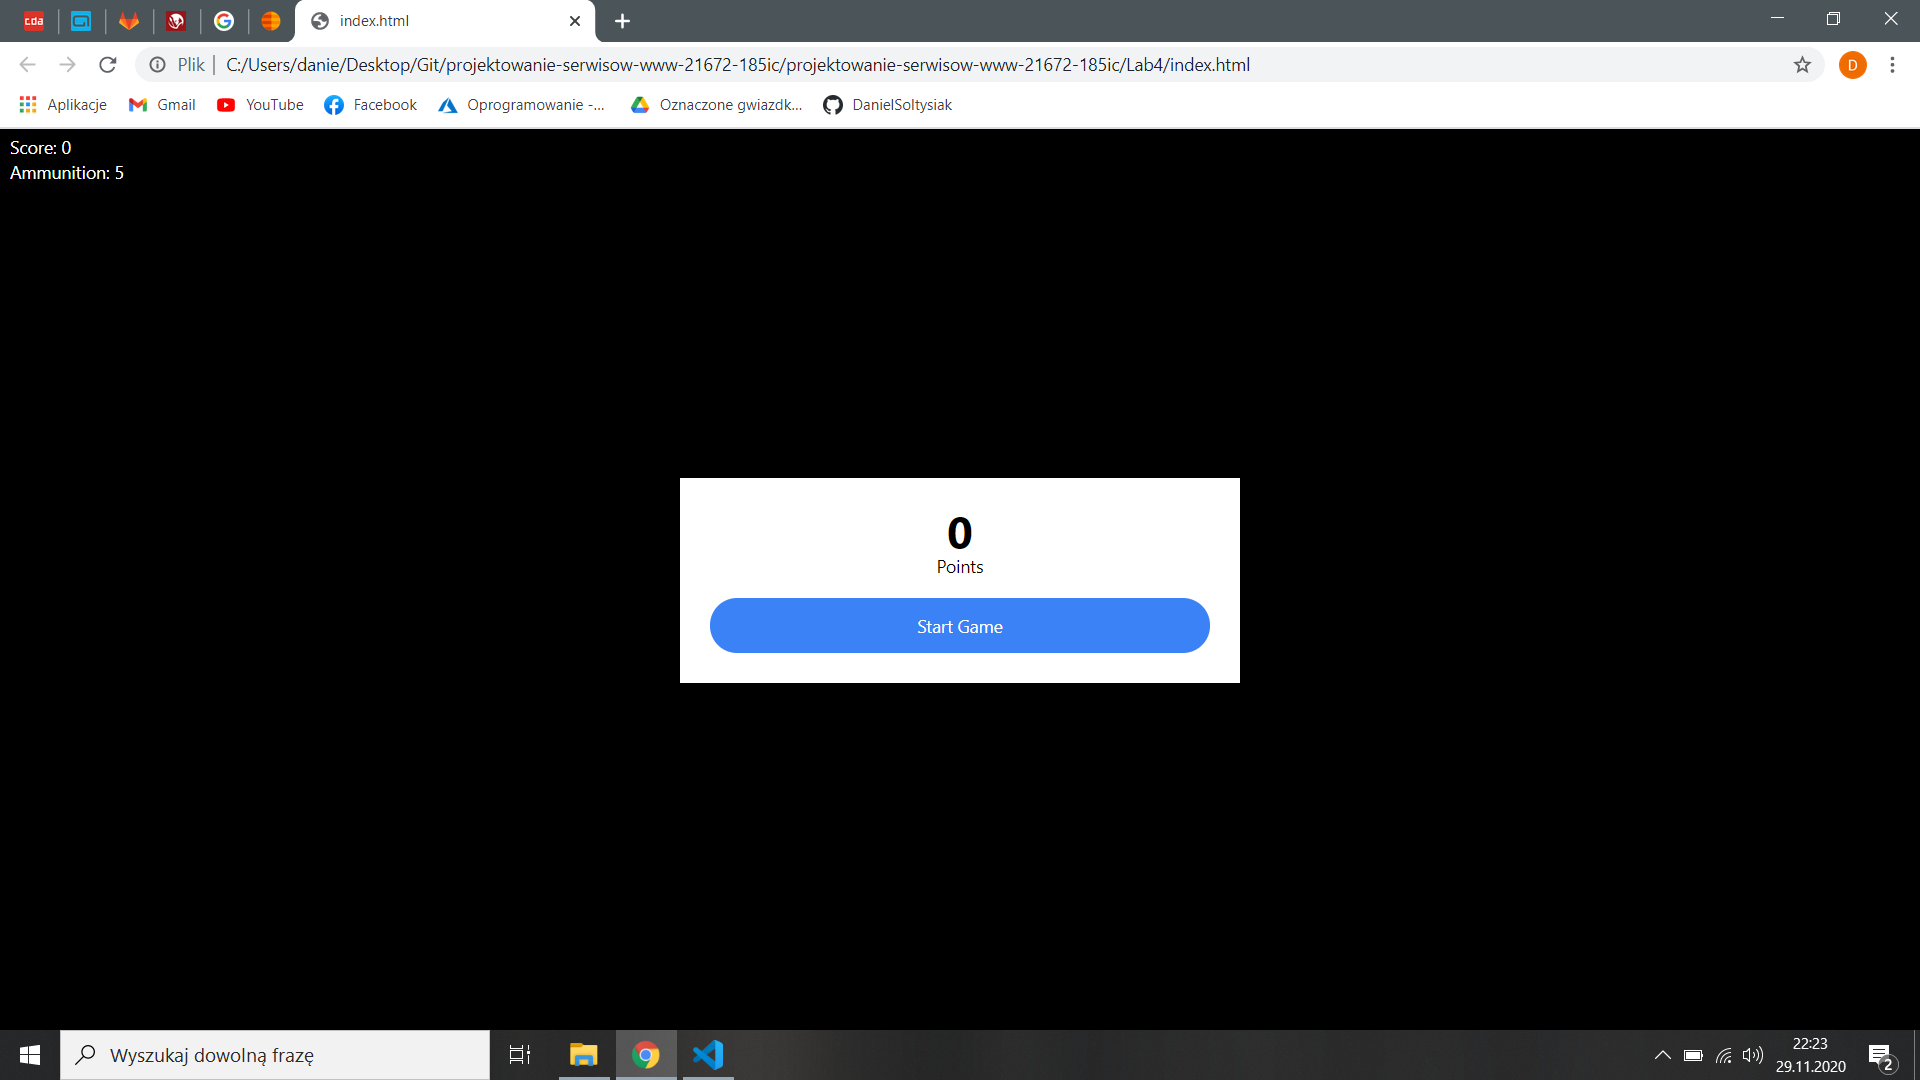 cda
index.html
Plik
C:/Users/danie/Desktop/Git/projektowanie-serwisow-www-21672-185ic/projektowanie-serwisow-www-21672-185ic/Lab4/index.html
D
Aplikacje
Gmail
YouTube
Facebook
Oprogramowanie -...
Oznaczone gwiazdk...
DanielSoltysiak
Score: 0
Ammunition: 5
0
Points
Start Game
Wyszukaj dowolną frazę
22:23
29.11.2020
2